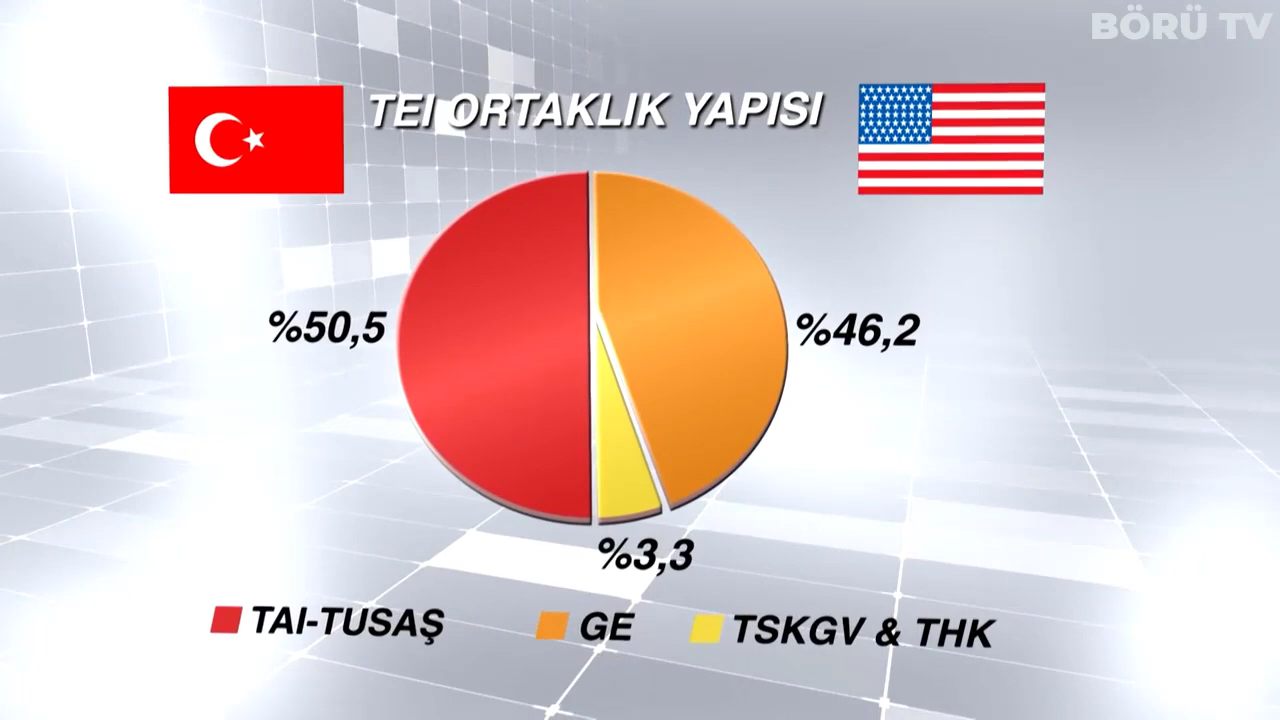 BÖRÜ TV
TEI ORTAKLIK YAPISI
%50,5
%46,2
%3,3
TAI-TUSAŞ
GE
TSKGV & THK